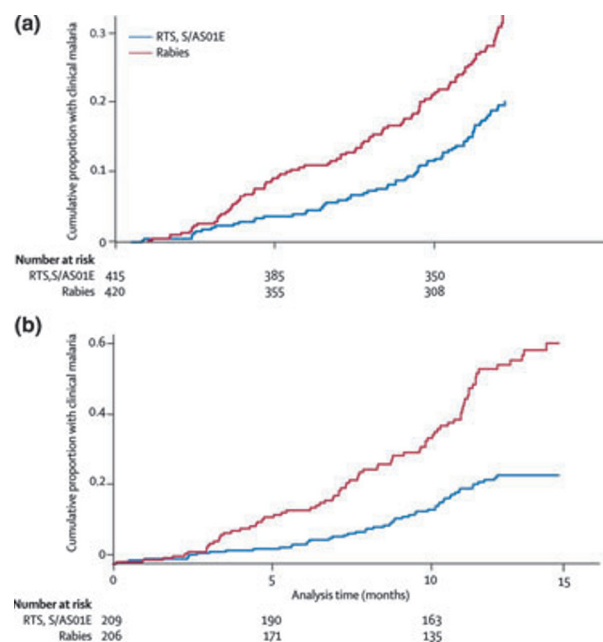 (a)
Cumulative proportion with clinical malaria
0.3
0.2
0.1
0
RTS, S/AS01E
Rabies
Number at risk
RTS,S/AS01E 415 385 350
Rabies 420 355 308
(b)
Cumulative proportion with clinical malaria
0.6
0.4
0.2
0
0 5 10 15
Analysis time (months)
Number at risk
RTS, S/AS01E 209 190 163
Rabies 206 171 135